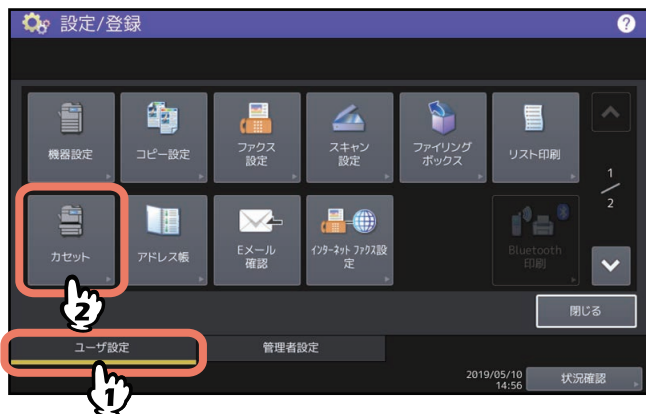 設定/登録
?
機器設定
コピー設定
ファクス
設定
スキャン
設定
ファイリング
ボックス
リスト印刷
1
2
カセット
アドレス帳
Eメール
確認
インターネット ファクス設
定
Bluetooth
印刷
2
閉じる
ユーザ設定
管理者設定
1
2019/05/10
14:56
状況確認